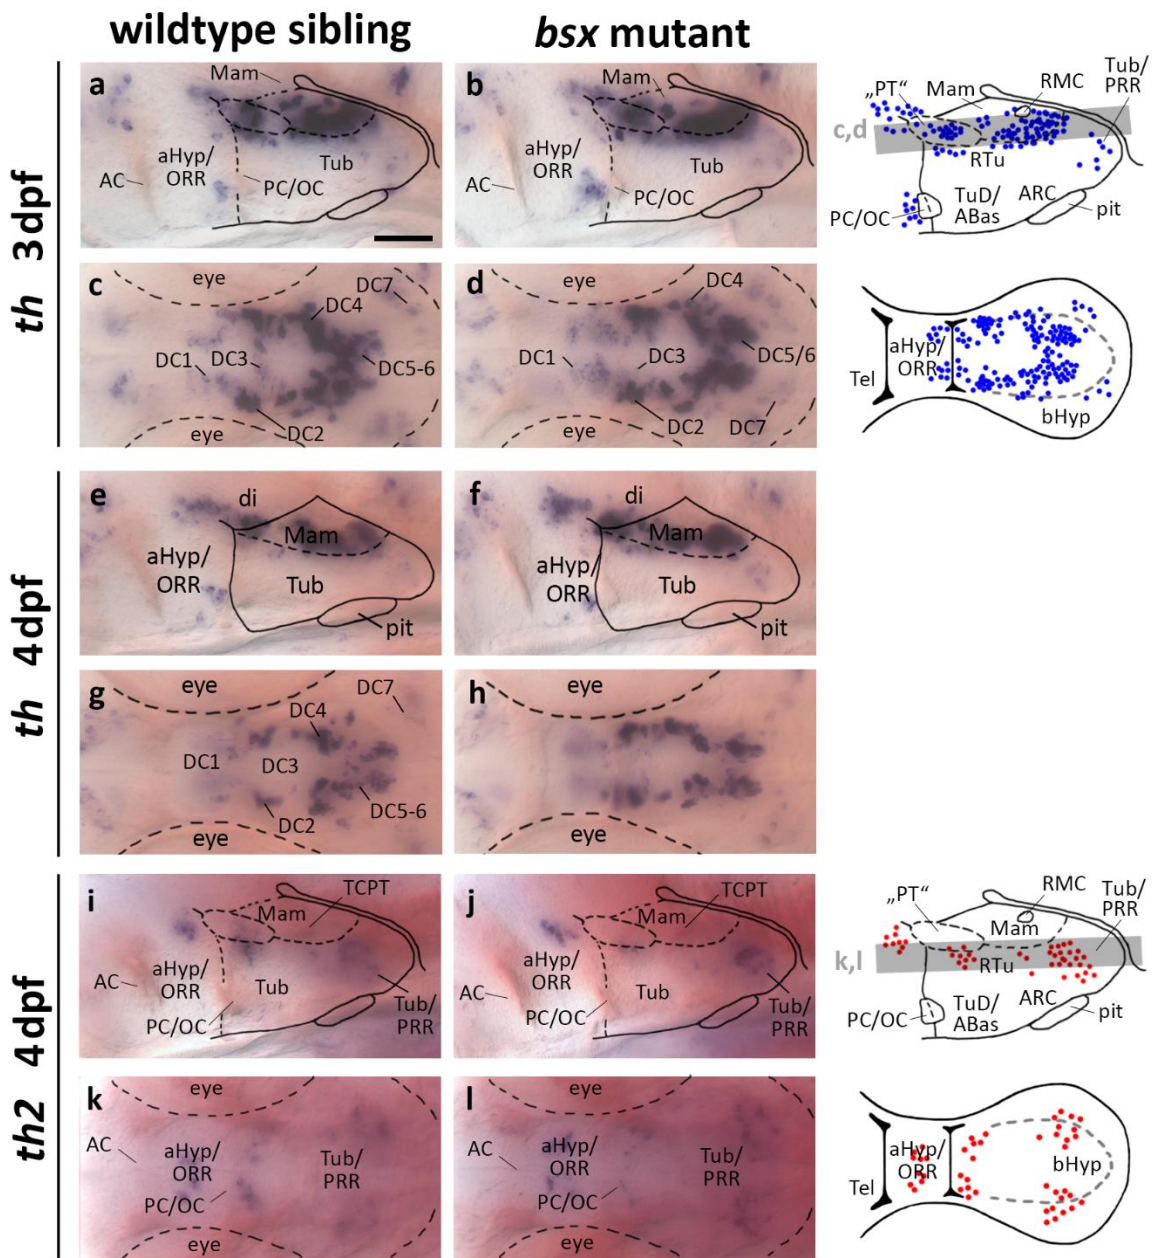 wildtype sibling
bsx mutant
th 3dpf
a
Mam
aHyp/
ORR
AC
Tub
PC/OC
b
Mam
aHyp/
ORR
AC
Tub
PC/OC
„PT“
Mam
RMC
Tub/
PRR
c,d
RTu
PC/OC
TuD/
ABas
ARC
pit
c
eye
DC7
DC4
DC1
DC3
DC5-6
DC2
eye
d
eye
DC4
DC1
DC3
DC5/6
DC2
DC7
eye
aHyp/
ORR
Tel
bHyp
th 4dpf
e
di
Mam
aHyp/
ORR
Tub
pit
f
di
Mam
aHyp/
ORR
Tub
pit
g
eye
DC7
DC4
DC1
DC3
DC5-6
DC2
eye
h
eye
eye
th2 4dpf
i
TCPT
Mam
aHyp/
ORR
AC
Tub
PC/OC
Tub/
PRR
j
TCPT
Mam
aHyp/
ORR
AC
Tub
PC/OC
Tub/
PRR
„PT“
RMC
Tub/
PRR
Mam
k,l
RTu
PC/OC
TuD/
ABas
ARC
pit
k
eye
AC
aHyp/
ORR
Tub/
PRR
PC/OC
eye
l
eye
AC
aHyp/
ORR
Tub/
PRR
PC/OC
eye
aHyp/
ORR
Tel
bHyp